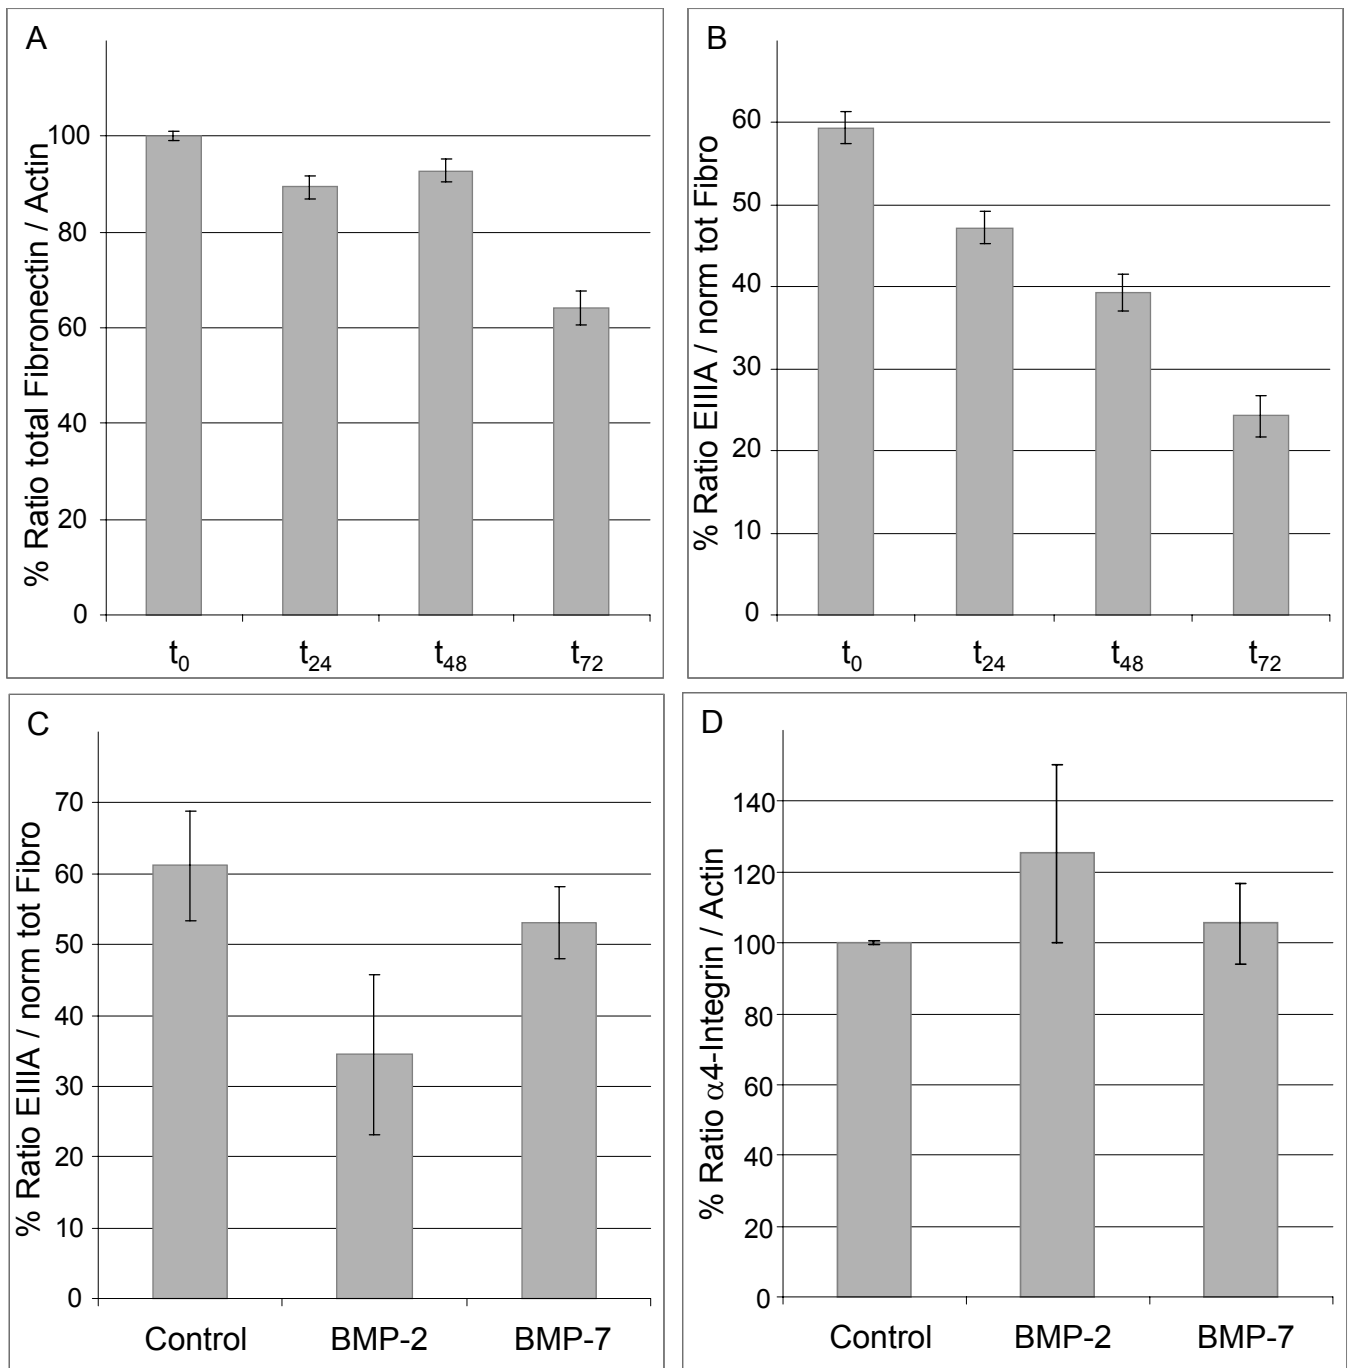 A
% Ratio total Fibronectin / Actin
100
80
60
40
20
0
t₀ t₂₄ t₄₈ t₇₂
B
% Ratio EIIIA / norm tot Fibro
60
50
40
30
20
10
0
t₀ t₂₄ t₄₈ t₇₂
C
% Ratio EIIIA / norm tot Fibro
70
60
50
40
30
20
10
0
Control BMP-2 BMP-7
D
% Ratio α4-Integrin / Actin
140
120
100
80
60
40
20
0
Control BMP-2 BMP-7